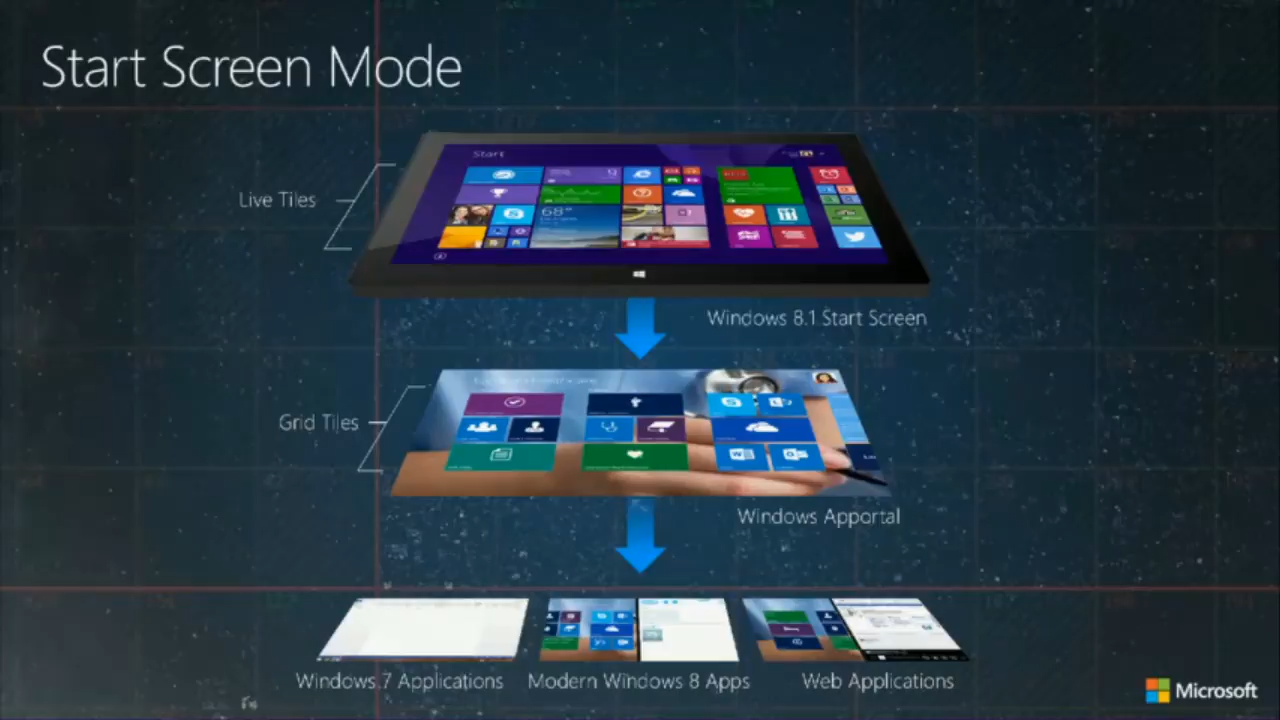 Start Screen Mode
Start
Live Tiles
68°
Windows 8.1 Start Screen
Grid Tiles
Windows Apportal
Windows 7 Applications
Modern Windows 8 Apps
Web Applications
Microsoft